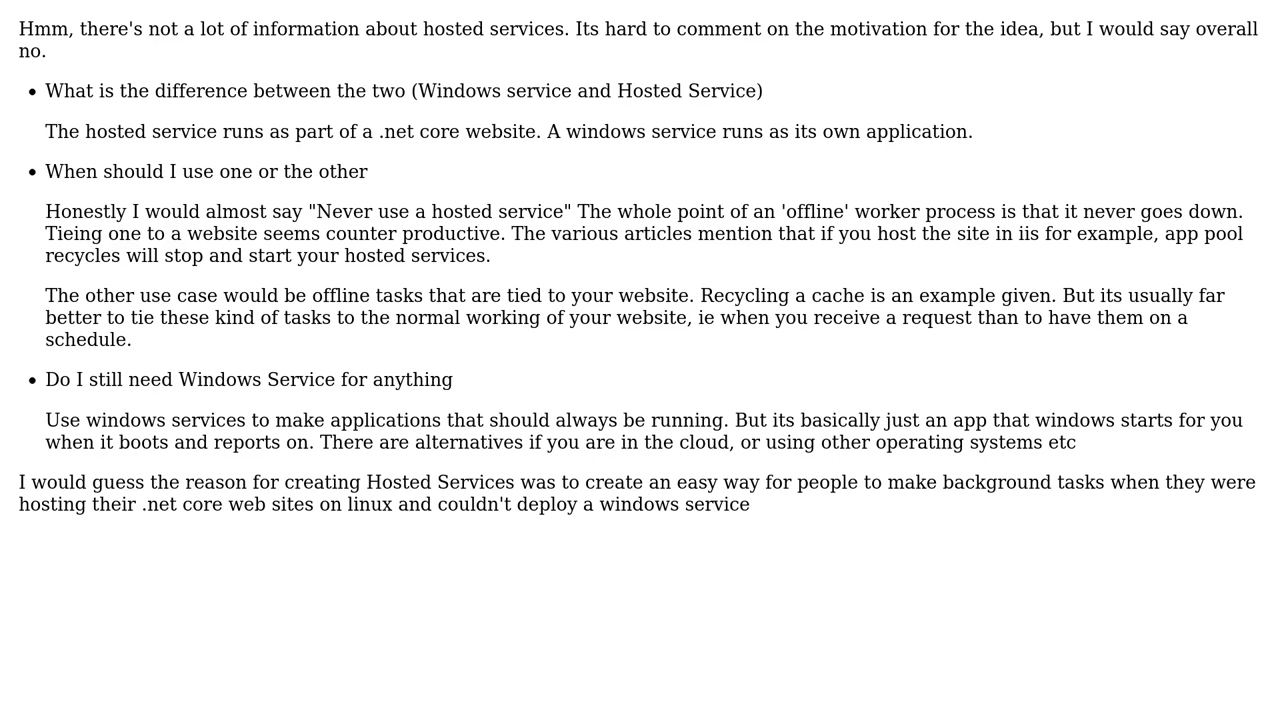 Hmm, there's not a lot of information about hosted services. Its hard to comment on the motivation for the idea, but I would say overall
no.
• What is the difference between the two (Windows service and Hosted Service)
The hosted service runs as part of a .net core website. A windows service runs as its own application.
• When should I use one or the other
Honestly I would almost say "Never use a hosted service" The whole point of an 'offline' worker process is that it never goes down.
Tieing one to a website seems counter productive. The various articles mention that if you host the site in iis for example, app pool
recycles will stop and start your hosted services.
The other use case would be offline tasks that are tied to your website. Recycling a cache is an example given. But its usually far
better to tie these kind of tasks to the normal working of your website, ie when you receive a request than to have them on a
schedule.
• Do I still need Windows Service for anything
Use windows services to make applications that should always be running. But its basically just an app that windows starts for you
when it boots and reports on. There are alternatives if you are in the cloud, or using other operating systems etc
I would guess the reason for creating Hosted Services was to create an easy way for people to make background tasks when they were
hosting their .net core web sites on linux and couldn't deploy a windows service